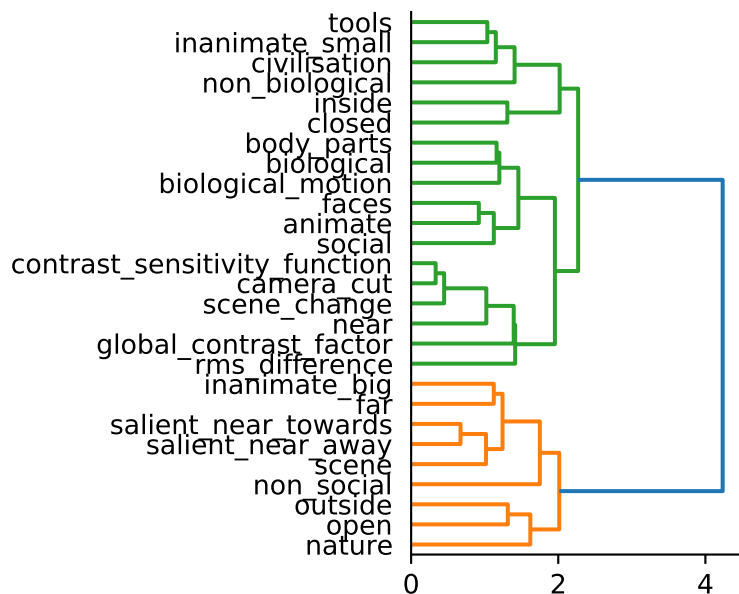 tools
inanimate_small
civilisation
non_biological
inside
closed
body_parts
biological
biological_motion
faces
animate
social
contrast_sensitivity_function
camera_cut
scene_change
near
global_contrast_factor
rms_difference
inanimate_big
far
salient_near_towards
salient_near_away
scene
non_social
outside
open
nature
0 2 4